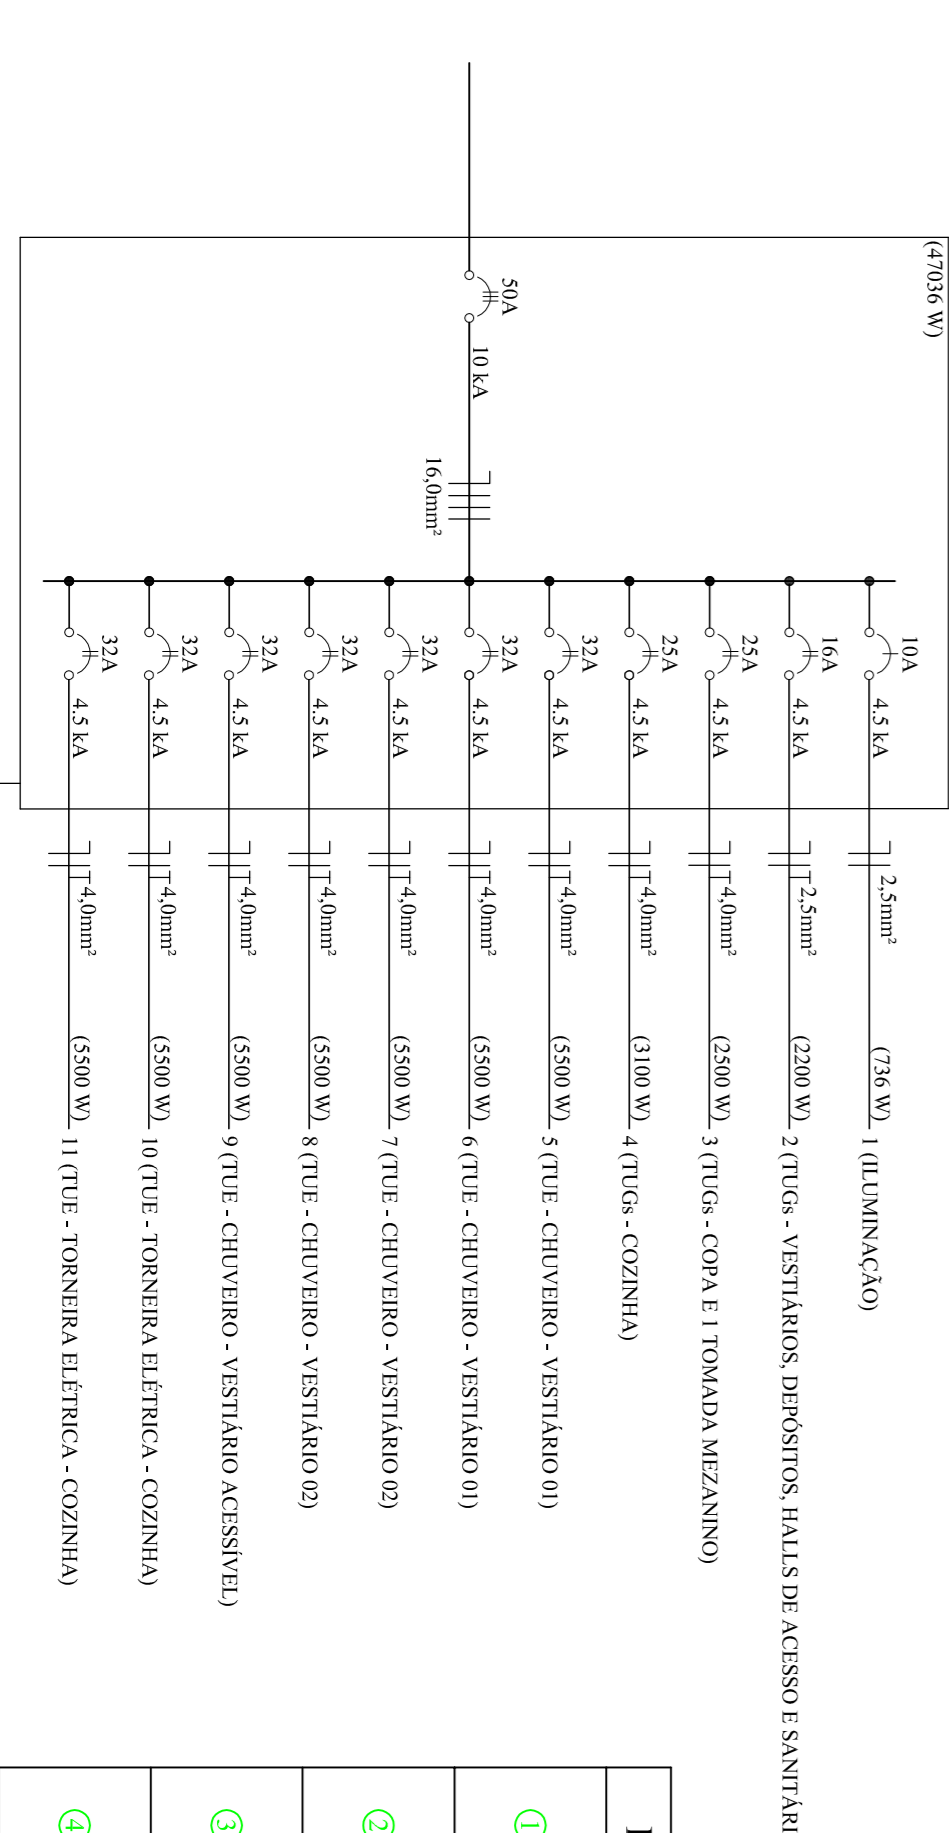 (47036 W)
50A
10 kA
16,0mm²
10A
4.5 kA
2,5mm²
(736 W)
1 (ILUMINAÇÃO)
16A
4.5 kA
2,5mm²
(2200 W)
2 (TUGs - VESTIÁRIOS, DEPÓSITOS, HALLS DE ACESSO E SANITÁRI
25A
4.5 kA
4,0mm²
(2500 W)
3 (TUGs - COPA E 1 TOMADA MEZANINO)
25A
4.5 kA
4,0mm²
(3100 W)
4 (TUGs - COZINHA)
32A
4.5 kA
4,0mm²
(5500 W)
5 (TUE - CHUVEIRO - VESTIÁRIO 01)
32A
4.5 kA
4,0mm²
(5500 W)
6 (TUE - CHUVEIRO - VESTIÁRIO 01)
32A
4.5 kA
4,0mm²
(5500 W)
7 (TUE - CHUVEIRO - VESTIÁRIO 02)
32A
4.5 kA
4,0mm²
(5500 W)
8 (TUE - CHUVEIRO - VESTIÁRIO 02)
32A
4.5 kA
4,0mm²
(5500 W)
9 (TUE - CHUVEIRO - VESTIÁRIO ACESSÍVEL)
32A
4.5 kA
4,0mm²
(5500 W)
10 (TUE - TORNEIRA ELÉTRICA - COZINHA)
32A
4.5 kA
4,0mm²
(5500 W)
11 (TUE - TORNEIRA ELÉTRICA - COZINHA)
1
2
3
4